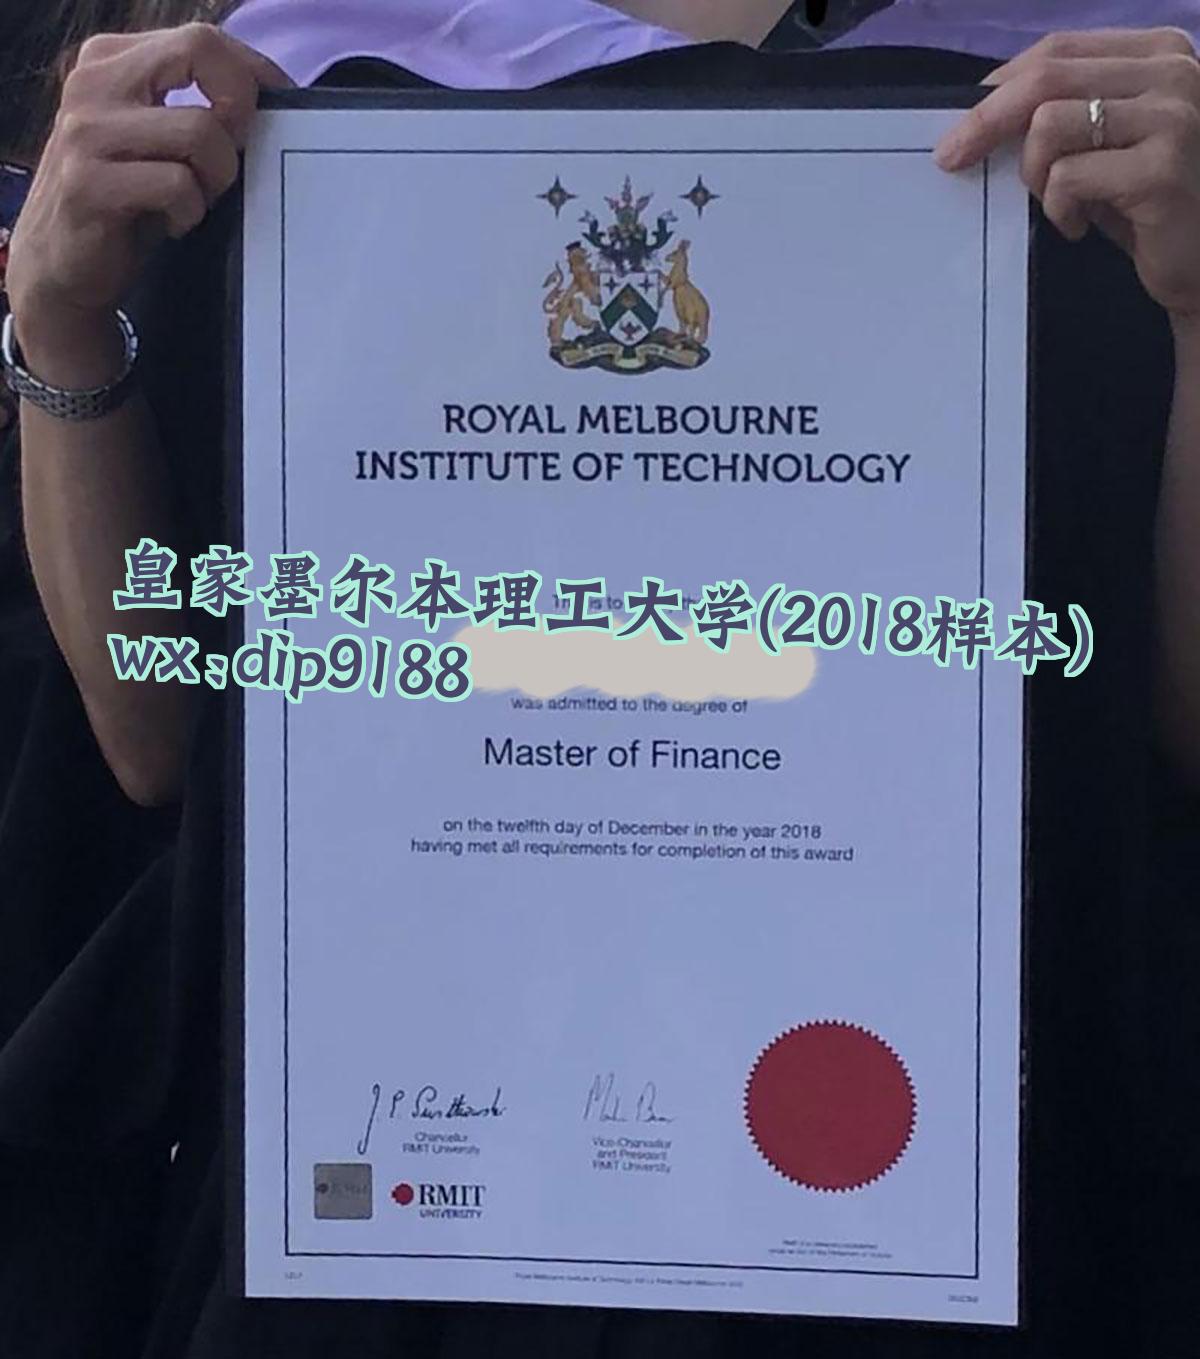 ROYAL MELBOURNE
INSTITUTE OF TECHNOLOGY
皇家墨尔本理工大学(2018样本)
wx;dip9188
was admitted to the degree of
Master of Finance
on the twelfth day of December in the year 2018
having met all requirements for completion of this award
Chancellor
RMIT University
Vice-Chancellor
and President
RMIT University
RMIT
UNIVERSITY